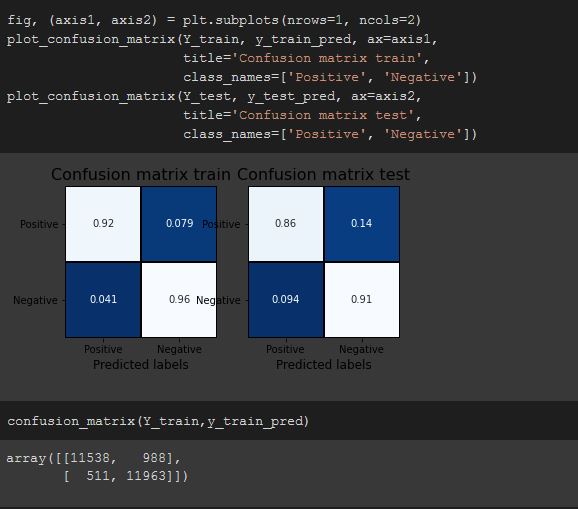 fig, (axis1, axis2) = plt.subplots(nrows=1, ncols=2)
plot_confusion_matrix(Y_train, y_train_pred, ax=axis1,
title='Confusion matrix train',
class_names=['Positive', 'Negative'])
plot_confusion_matrix(Y_test, y_test_pred, ax=axis2,
title='Confusion matrix test',
class_names=['Positive', 'Negative'])
Confusion matrix train Confusion matrix test
Positive 0.92 0.079 Positive 0.86 0.14
Negative 0.041 0.96 Negative 0.094 0.91
Positive Negative Positive Negative
Predicted labels Predicted labels
confusion_matrix(Y_train,y_train_pred)
array([[11538, 988],
[ 511, 11963]])